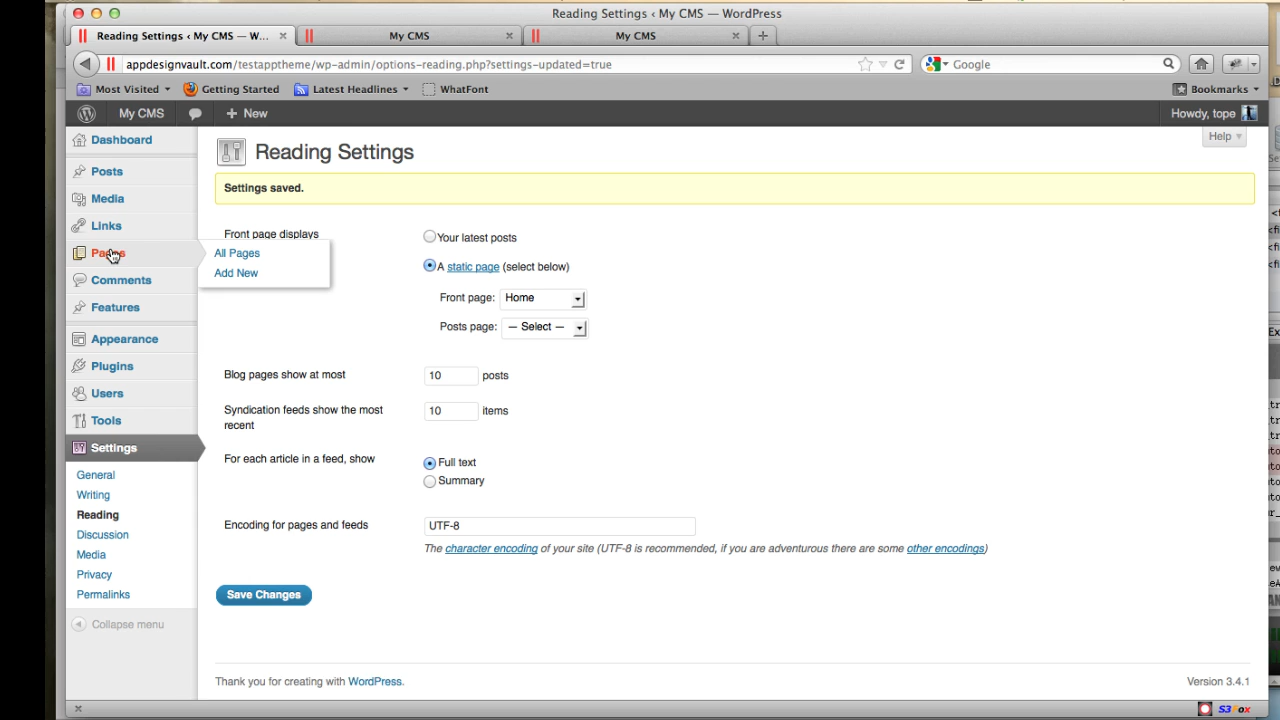 Reading Settings ‹ My CMS — WordPress
Reading Settings ‹ My CMS — W...
My CMS
My CMS
appdesignvault.com/testapptheme/wp-admin/options-reading.php?settings-updated=true
Google
Most Visited
Getting Started
Latest Headlines
WhatFont
Bookmarks
My CMS
New
Howdy, tope
Help
Dashboard
Posts
Media
Links
Pages
Comments
Features
Appearance
Plugins
Users
Tools
Settings
General
Writing
Reading
Discussion
Media
Privacy
Permalinks
Collapse menu
All Pages
Add New
Reading Settings
Settings saved.
Front page displays
Your latest posts
A static page (select below)
Front page: Home
Posts page: — Select —
Blog pages show at most 10 posts
Syndication feeds show the most recent 10 items
For each article in a feed, show
Full text
Summary
Encoding for pages and feeds UTF-8
The character encoding of your site (UTF-8 is recommended, if you are adventurous there are some other encodings)
Save Changes
Thank you for creating with WordPress.
Version 3.4.1
S3Fox